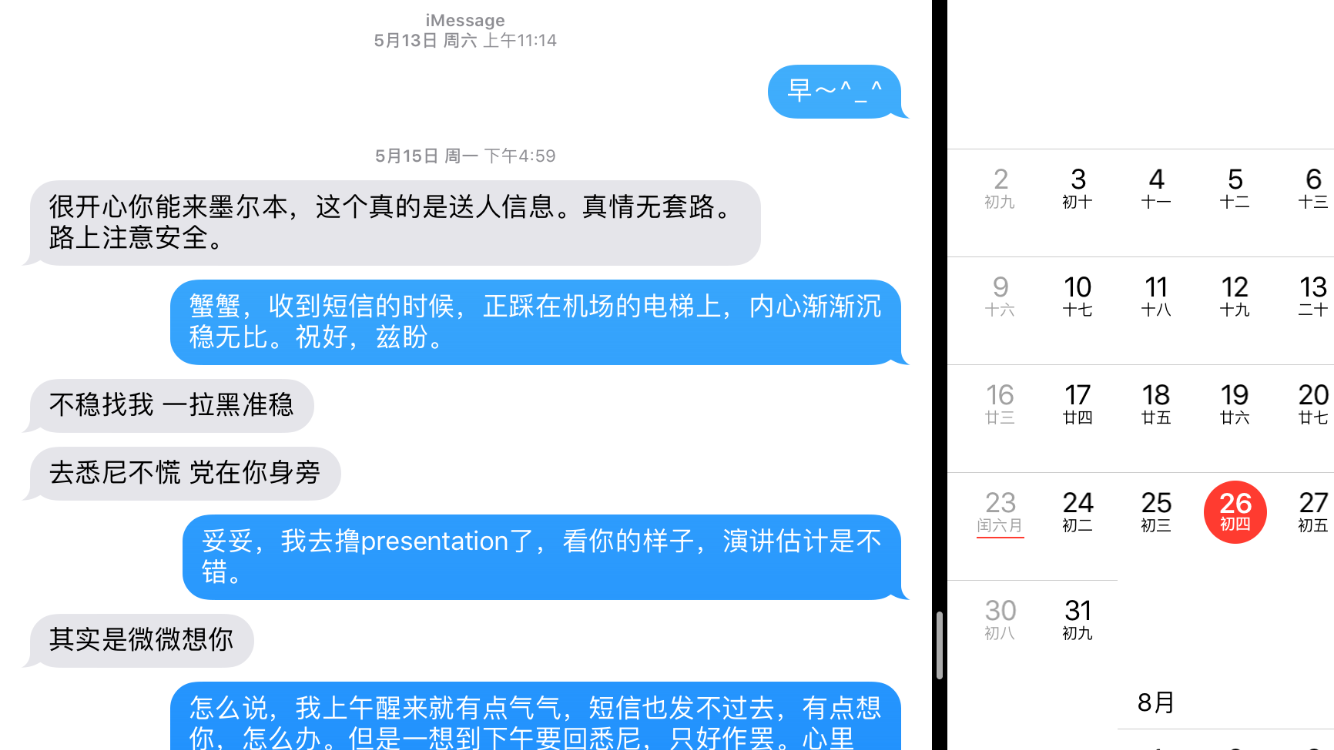 iMessage
5月13日 周六 上午11:14
早～^_^
5月15日 周一 下午4:59
很开心你能来墨尔本，这个真的是送人信息。真情无套路。
路上注意安全。
蟹蟹，收到短信的时候，正踩在机场的电梯上，内心渐渐沉
稳无比。祝好，兹盼。
不稳找我 一拉黑准稳
去悉尼不慌 党在你身旁
妥妥，我去撸presentation了，看你的样子，演讲估计是不
错。
其实是微微想你
怎么说，我上午醒来就有点气气，短信也发不过去，有点想
你，怎么办。但是一想到下午要回悉尼，只好作罢。心里
2 3 4 5 6
初九 初十 十一 十二 十三
9 10 11 12 13
十六 十七 十八 十九 二十
16 17 18 19 20
廿三 廿四 廿五 廿六 廿七
23 24 25 26 27
闰六月 初二 初三 初四 初五
30 31
初八 初九
8月